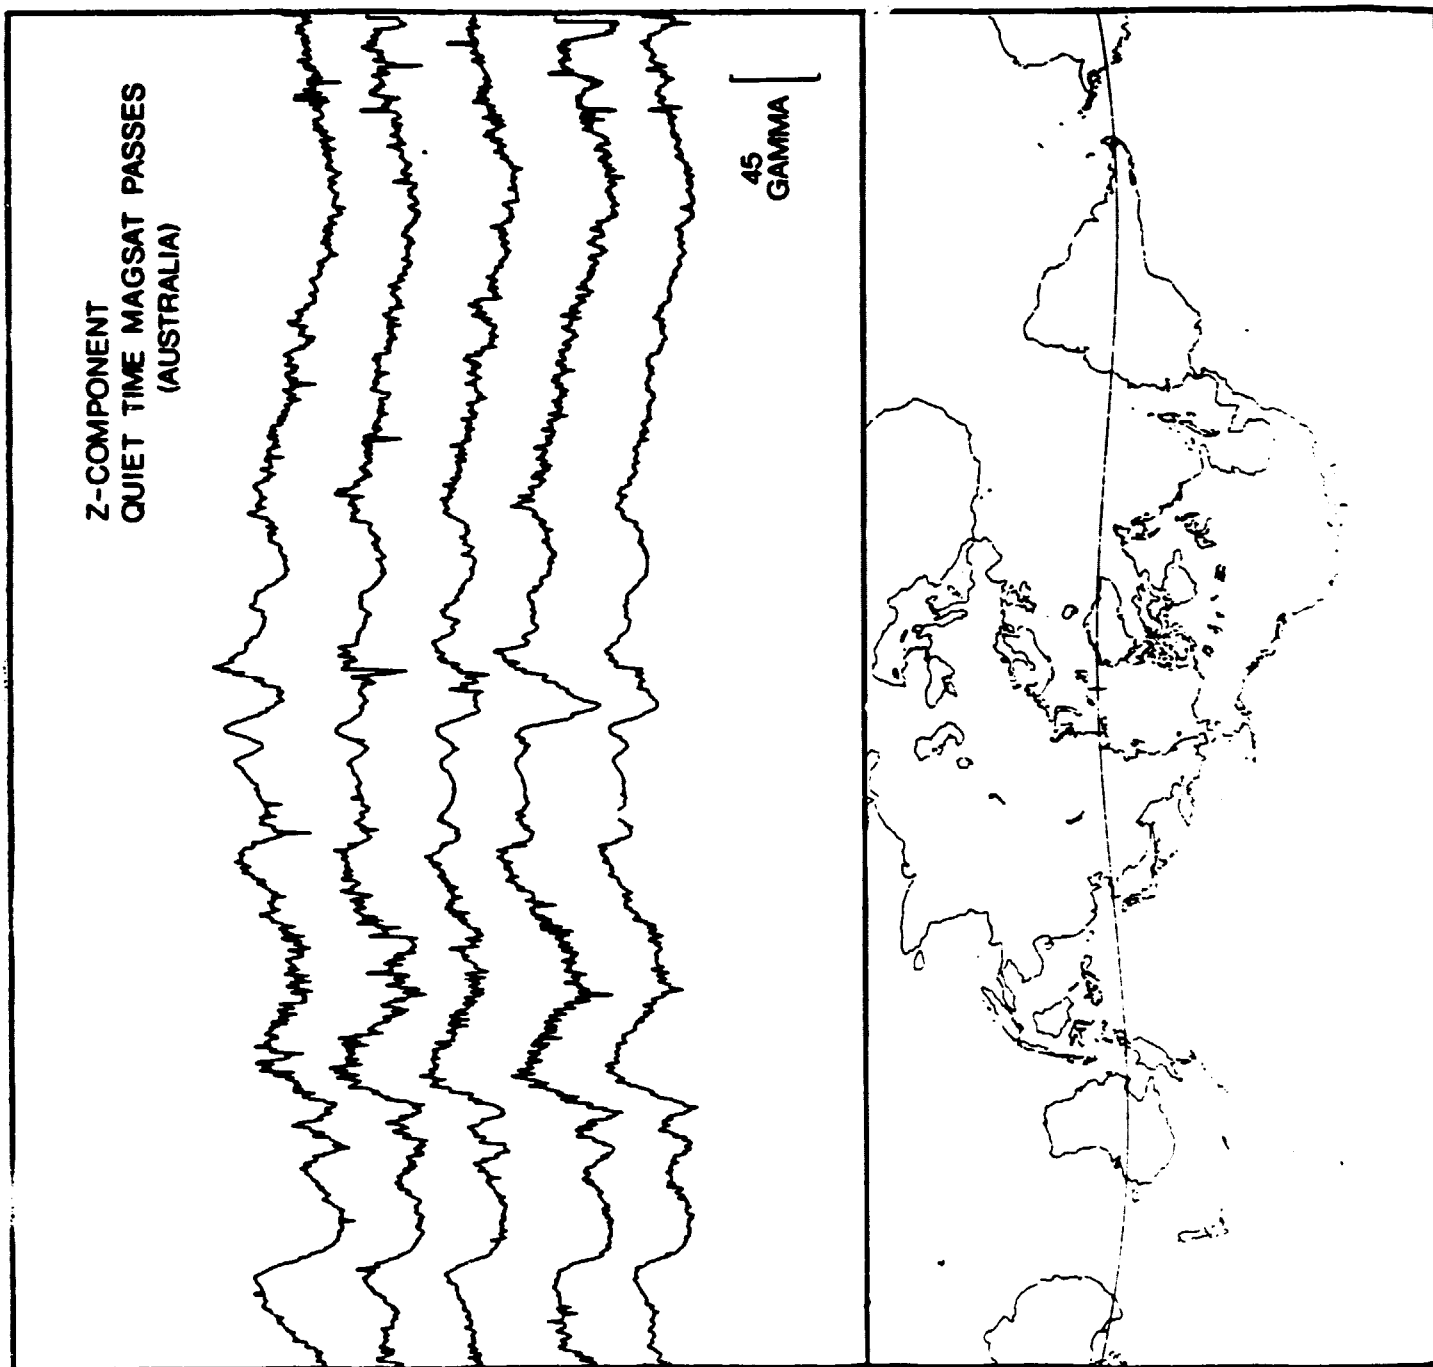 Z-COMPONENT
QUIET TIME MAGSAT PASSES
(AUSTRALIA)
45
GAMMA